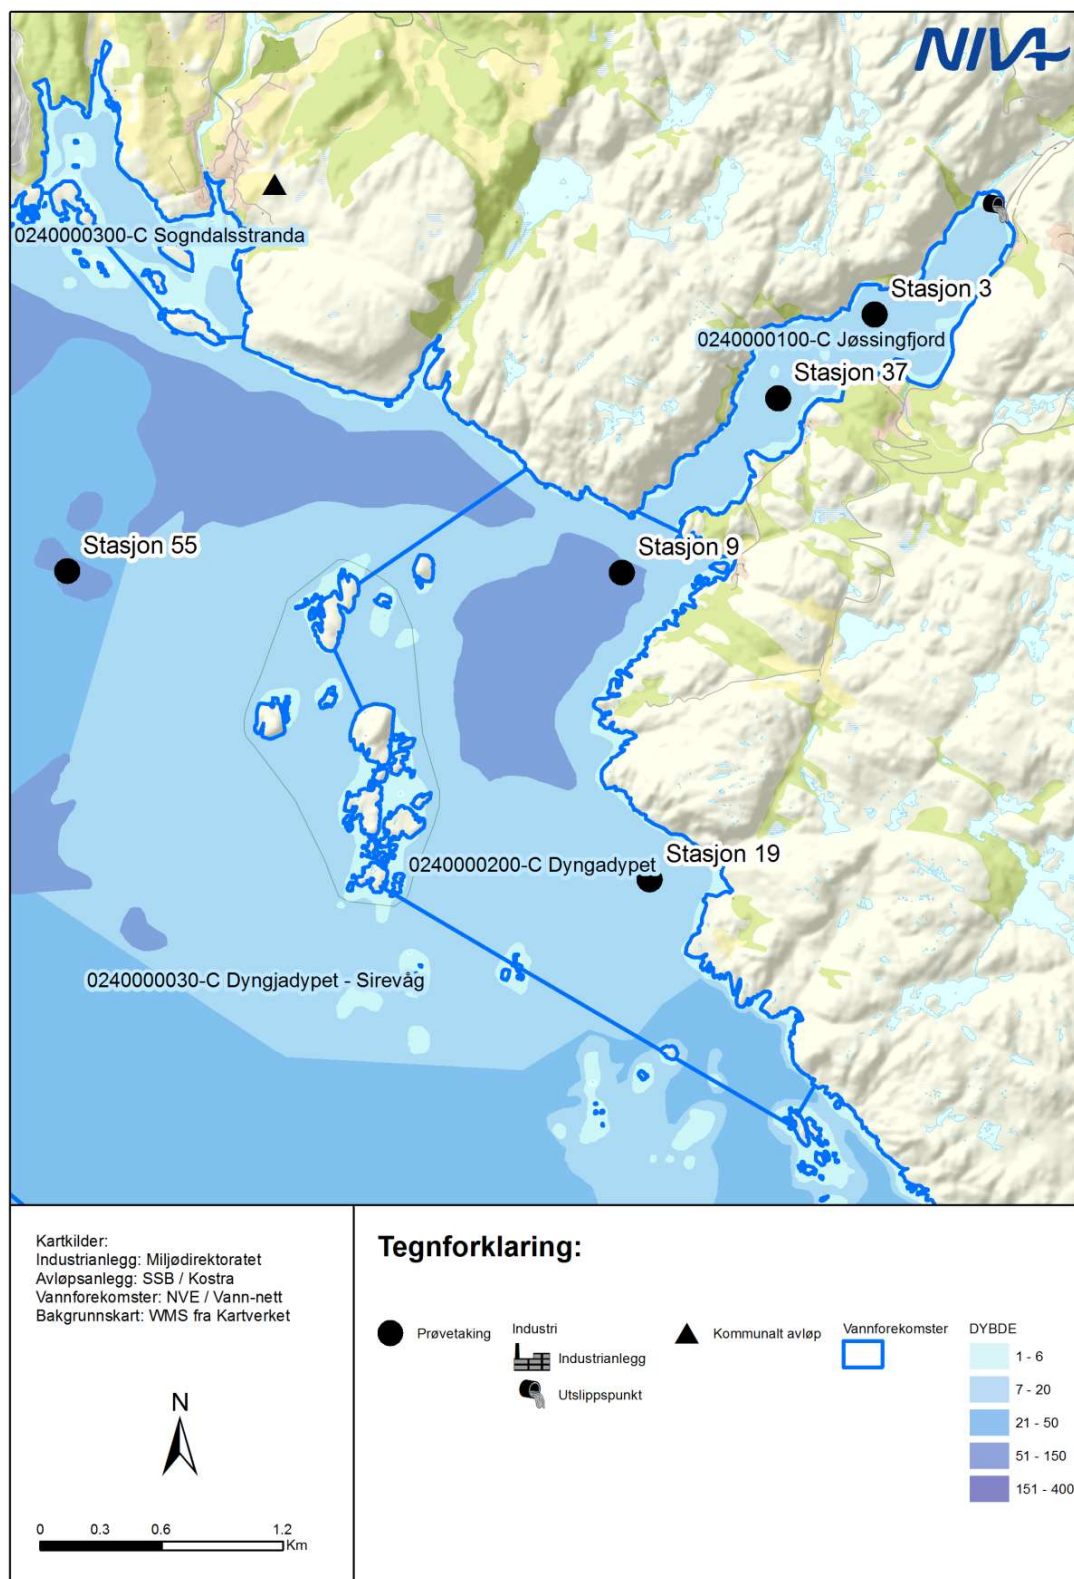 NIVA
0240000300-C Sogndalsstranda
Stasjon 3
0240000100-C Jøssingfjord
Stasjon 37
Stasjon 55
Stasjon 9
Stasjon 19
0240000200-C Dyngadypet
0240000030-C Dyngjadypet - Sirevåg
Kartkilder:
Industrianlegg: Miljødirektoratet
Avløpsanlegg: SSB / Kostra
Vannforekomster: NVE / Vann-nett
Bakgrunnskart: WMS fra Kartverket
N
0 0.3 0.6 1.2
Km
Tegnforklaring:
Prøvetaking
Industri
Industrianlegg
Utslippspunkt
Kommunalt avløp
Vannforekomster
DYBDE
1 - 6
7 - 20
21 - 50
51 - 150
151 - 400